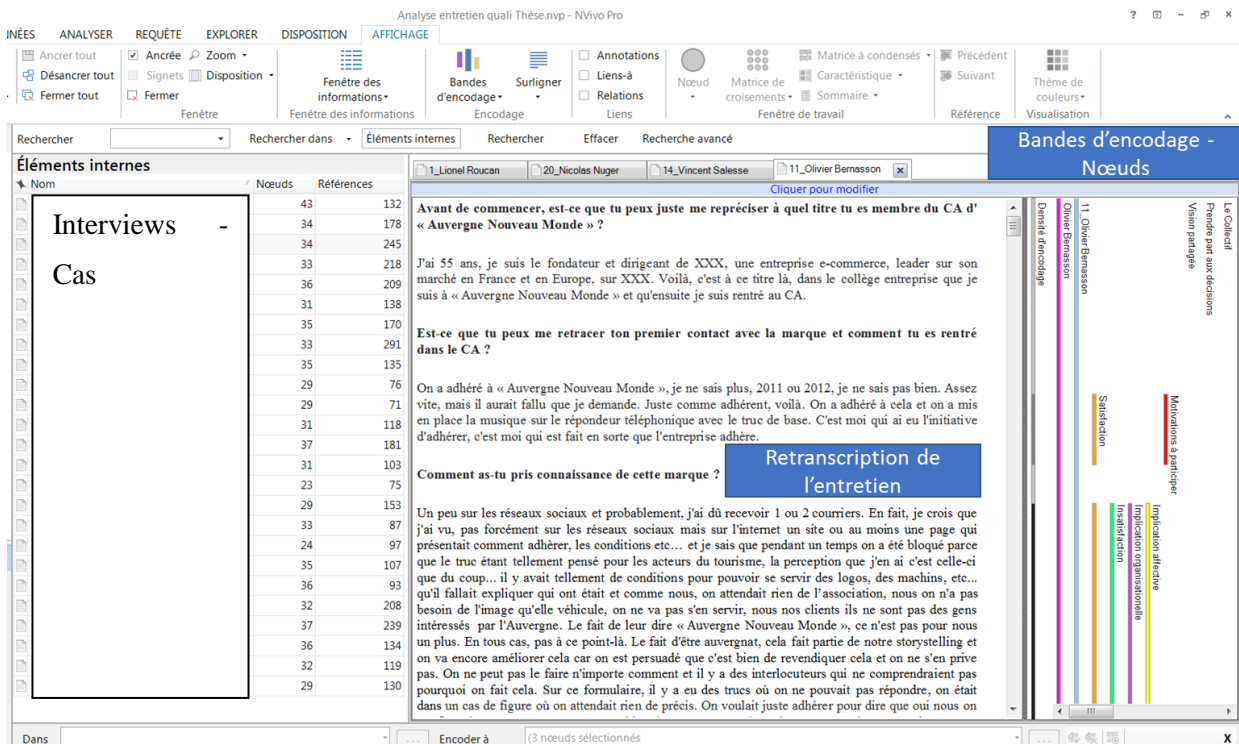 Analyse entretien quali Thèse.nvp - NVivo Pro
?
NNÉES ANALYSER REQUÊTE EXPLORER DISPOSITION AFFICHAGE
Ancrer tout
Désancrer tout
Fermer tout
Ancrée Zoom
Signets Disposition
Fermer
Fenêtre
Fenêtre des
informations
Fenêtre des informations
Bandes
d'encodage
Surligner
Encodage
Annotations
Liens-à
Relations
Liens
Nœud
Matrice de
croisements
Matrice à condensés
Caractéristique
Sommaire
Fenêtre de travail
Précédent
Suivant
Référence
Thème de
couleurs
Visualisation
Rechercher Rechercher dans Éléments internes Rechercher Effacer Recherche avancé
Bandes d’encodage -
Nœuds
Éléments internes
Nom Nœuds Références
Interviews -
Cas
43 132
34 178
34 245
33 218
36 209
31 138
35 170
33 291
35 135
29 76
29 71
31 118
37 181
31 103
23 75
29 153
33 87
24 97
35 107
36 93
32 208
37 239
36 134
32 119
29 130
1_Lionel Roucan 20_Nicolas Nuger 14_Vincent Salesse 11_Olivier Bernasson x
Cliquer pour modifier
Avant de commencer, est-ce que tu peux juste me repréciser à quel titre tu es membre du CA d'
« Auvergne Nouveau Monde » ?
J'ai 55 ans, je suis le fondateur et dirigeant de XXX, une entreprise e-commerce, leader sur son
marché en France et en Europe, sur XXX. Voilà, c'est à ce titre là, dans le collège entreprise que je
suis à « Auvergne Nouveau Monde » et qu'ensuite je suis rentré au CA.
Est-ce que tu peux me retracer ton premier contact avec la marque et comment tu es rentré
dans le CA ?
On a adhéré à « Auvergne Nouveau Monde », je ne sais plus, 2011 ou 2012, je ne sais pas bien. Assez
vite, mais il aurait fallu que je demande. Juste comme adhérent, voilà. On a adhéré à cela et on a mis
en place la musique sur le répondeur téléphonique avec le truc de base. C'est moi qui ai eu l'initiative
d'adhérer, c'est moi qui est fait en sorte que l'entreprise adhère.
Comment as-tu pris connaissance de cette marque ?
Retranscription de
l’entretien
Un peu sur les réseaux sociaux et probablement, j'ai dû recevoir 1 ou 2 courriers. En fait, je crois que
j'ai vu, pas forcément sur les réseaux sociaux mais sur l'internet un site ou au moins une page qui
présentait comment adhèrer, les conditions etc... et je sais que pendant un temps on a été bloqué parce
que le truc étant tellement pensé pour les acteurs du tourisme, la perception que j'en ai c'est celle-ci
que du coup... il y avait tellement de conditions pour pouvoir se servir des logos, des machins, etc...
qu'il fallait expliquer qui ont était et comme nous, on attendait rien de l'association, nous on n'a pas
besoin de l'image qu'elle véhicule, on ne va pas s'en servir, nous nos clients ils ne sont pas des gens
intéressés par l'Auvergne. Le fait de leur dire « Auvergne Nouveau Monde », ce n'est pas pour nous
un plus. En tous cas, pas à ce point-là. Le fait d'être auvergnat, cela fait partie de notre storystelling et
on va encore améliorer cela car on est persuadé que c'est bien de revendiquer cela et on ne s'en prive
pas. On ne peut pas le faire n'importe comment et il y a des interlocuteurs qui ne comprendraient pas
pourquoi on fait cela. Sur ce formulaire, il y a eu des trucs où on ne pouvait pas répondre, on était
dans un cas de figure où on attendait rien de précis. On voulait juste adhérer pour dire que oui nous on
Le Collectif
Prendre part aux décisions
Vision partagée
11_Olivier Bernasson
Olivier Bernasson
Densité d'encodage
Motivations à participer
Satisfaction
Implication affective
Implication organisationelle
Insatisfaction
Dans ... Encoder à (3 nœuds sélectionnés ... x